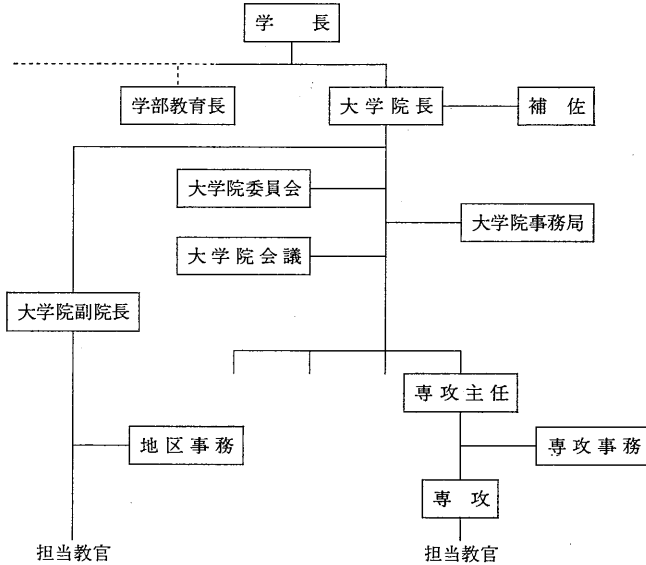 学長
学部教育長
大学院長
補佐
大学院委員会
大学院事務局
大学院会議
大学院副院長
専攻主任
地区事務
専攻事務
専攻
担当教官
担当教官